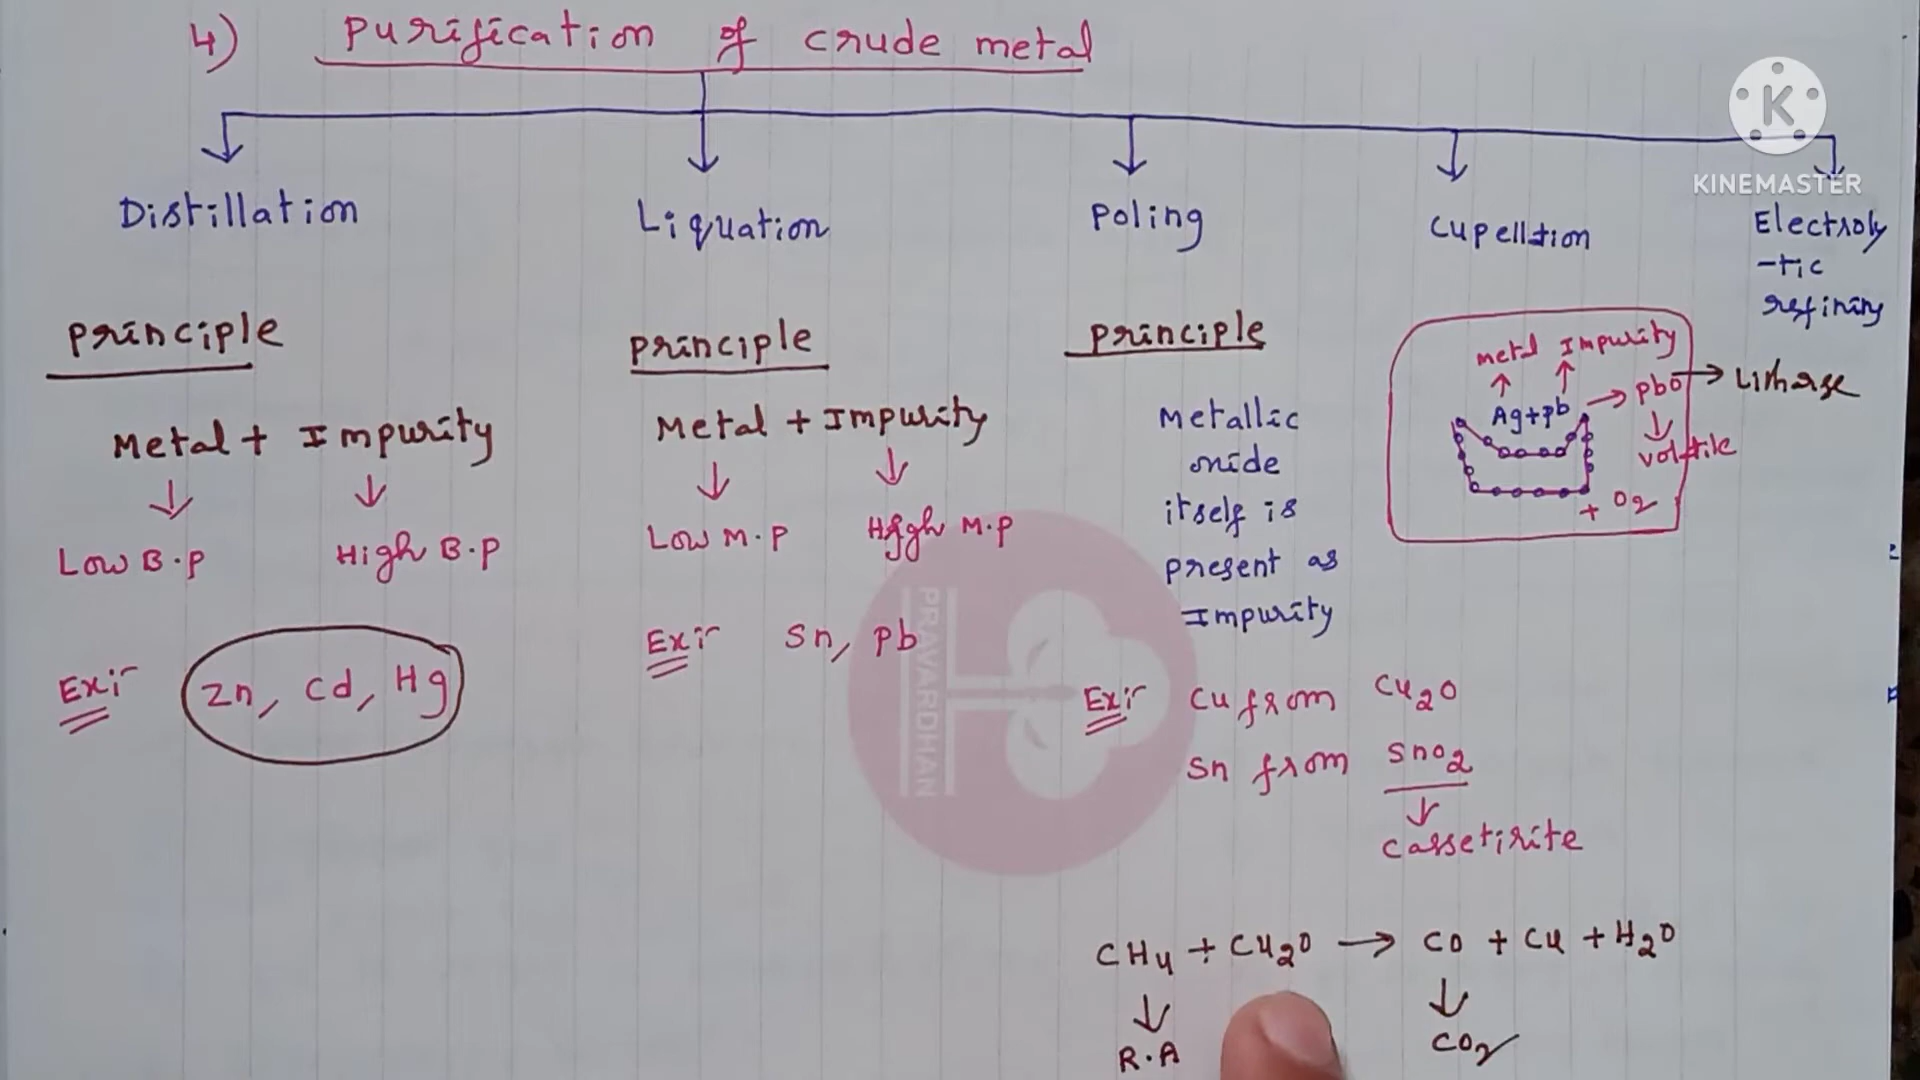 4) Purification of crude metal
KINEMASTER
Distillation
Liquation
Poling
Cupelltion
Electroly
-tic
refining
Principle
Metal + Impurity
Low B.P
High B.P
Ex:-
Zn, Cd, Hg
Principle
Metal + Impurity
Low M.P
High M.P
Ex:-
Sn, Pb
Principle
Metallic
oxide
itself is
present as
Impurity
Ex:-
Cu from Cu2O
Sn from SnO2
cassetirite
metal Impurity
Ag+pb → PbO → Litharge
volatile
+ O2
CH4 + Cu2O → CO + Cu + H2O
R.A
CO2
PRAVARDHAN